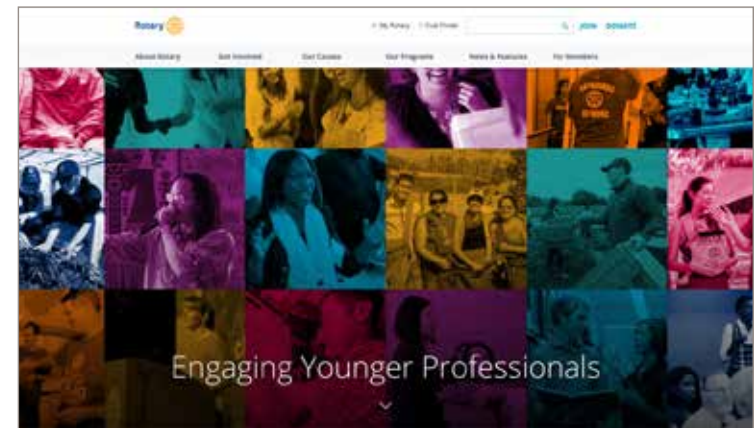 Rotary
My Rotary Club Finder JOIN DONATE
About Rotary Get Involved Our Causes Our Programs News & Features For Members
Engaging Younger Professionals